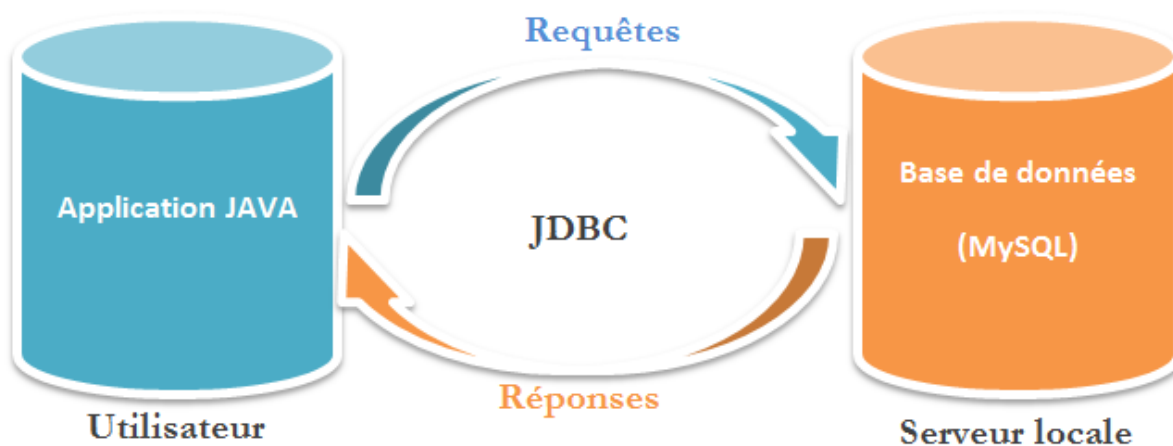 Requêtes
Application JAVA
JDBC
Base de données
(MySQL)
Réponses
Utilisateur
Serveur locale